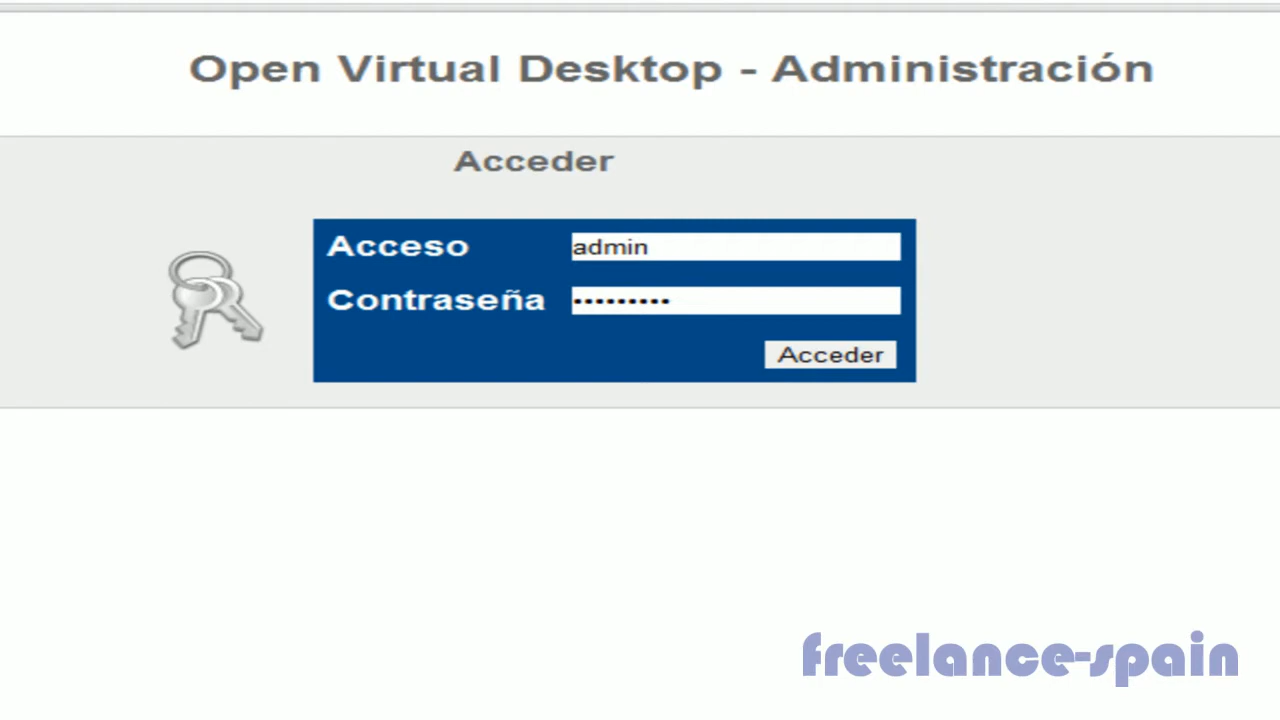 Open Virtual Desktop - Administración
Acceder
Acceso admin
Contraseña •••••••••
Acceder
freelance-spain